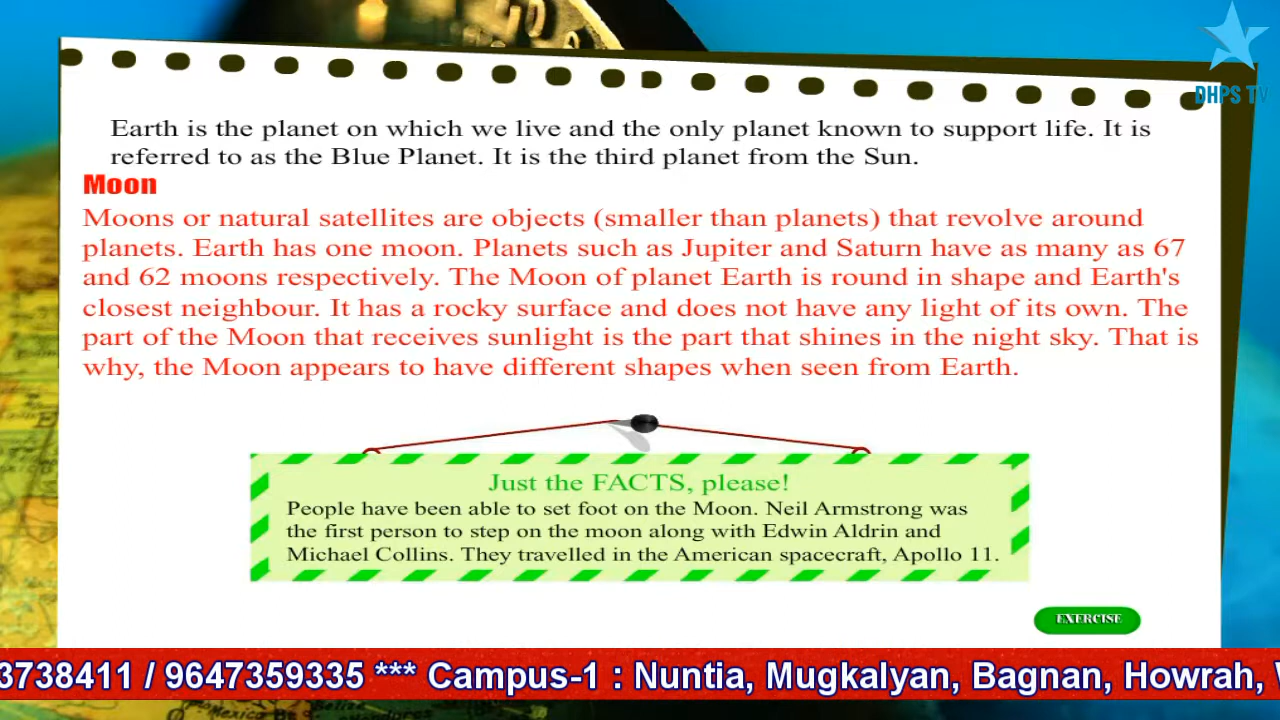 DHPS TV
Earth is the planet on which we live and the only planet known to support life. It is
referred to as the Blue Planet. It is the third planet from the Sun.
Moon
Moons or natural satellites are objects (smaller than planets) that revolve around
planets. Earth has one moon. Planets such as Jupiter and Saturn have as many as 67
and 62 moons respectively. The Moon of planet Earth is round in shape and Earth's
closest neighbour. It has a rocky surface and does not have any light of its own. The
part of the Moon that receives sunlight is the part that shines in the night sky. That is
why, the Moon appears to have different shapes when seen from Earth.
Just the FACTS, please!
People have been able to set foot on the Moon. Neil Armstrong was
the first person to step on the moon along with Edwin Aldrin and
Michael Collins. They travelled in the American spacecraft, Apollo 11.
EXERCISE
3738411 / 9647359335 *** Campus-1 : Nuntia, Mugkalyan, Bagnan, Howrah,